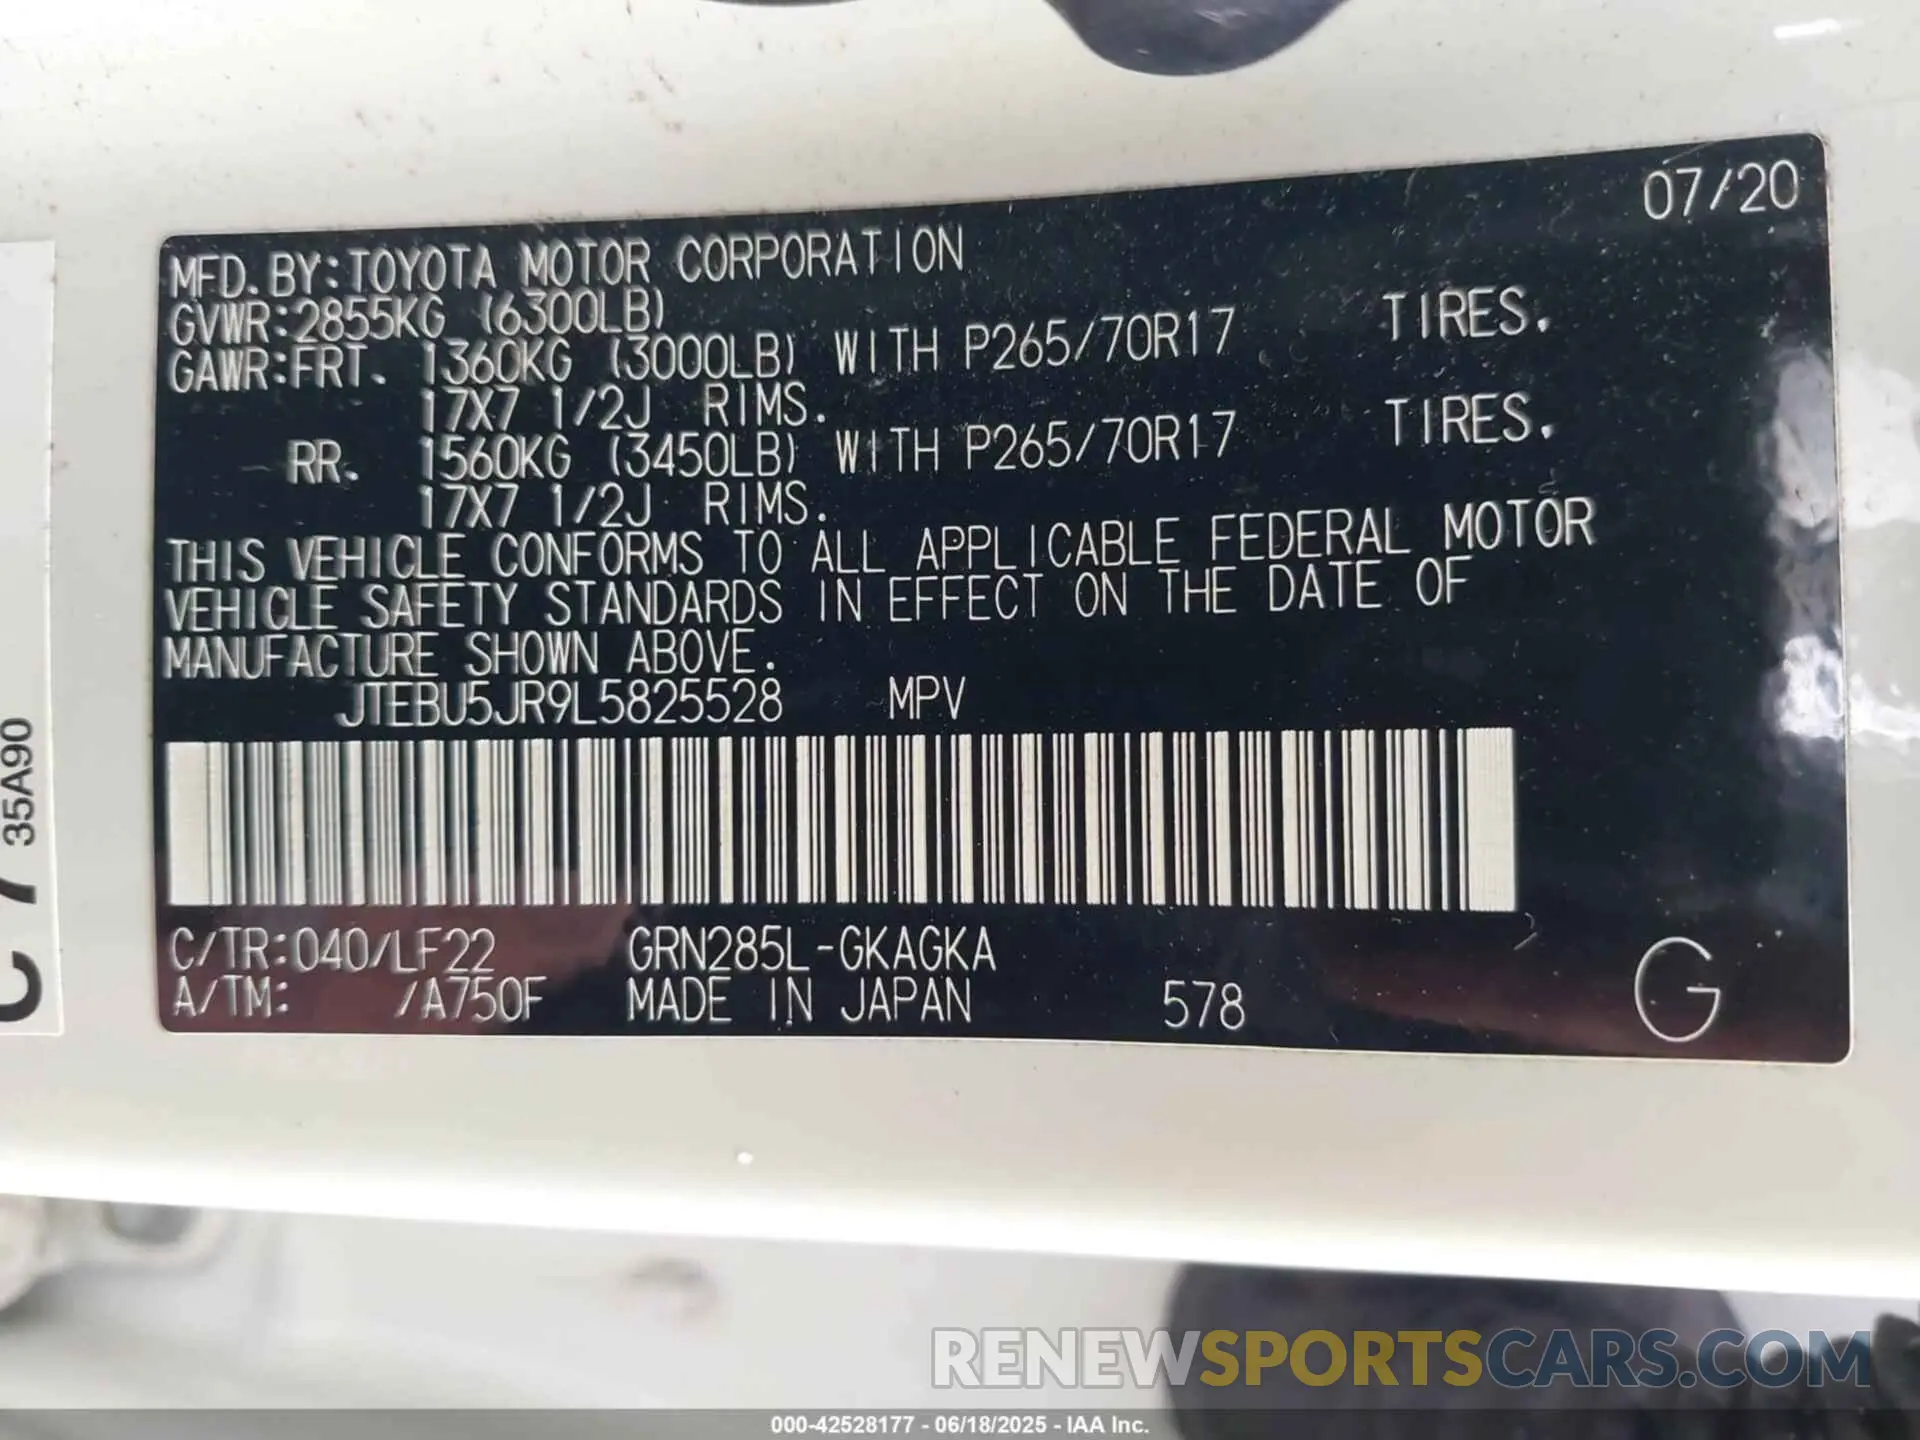 07/20
MFD. BY: TOYOTA MOTOR CORPORATION
GVWR: 2855KG (6300LB)
GAWR: FRT. 1360KG (3000LB) WITH P265/70R17 TIRES.
17X7 1/2J RIMS.
RR. 1560KG (3450LB) WITH P265/70R17 TIRES.
17X7 1/2J RIMS.
THIS VEHICLE CONFORMS TO ALL APPLICABLE FEDERAL MOTOR
VEHICLE SAFETY STANDARDS IN EFFECT ON THE DATE OF
MANUFACTURE SHOWN ABOVE.
JTEBU5JR9L5825528 MPV
C/TR: 040/LF22 GRN285L-GKAGKA
A/TM: /A750F MADE IN JAPAN 578 G
35A90
RENEWSPORTSCARS.COM
000-42528177 - 06/18/2025 - IAA Inc.